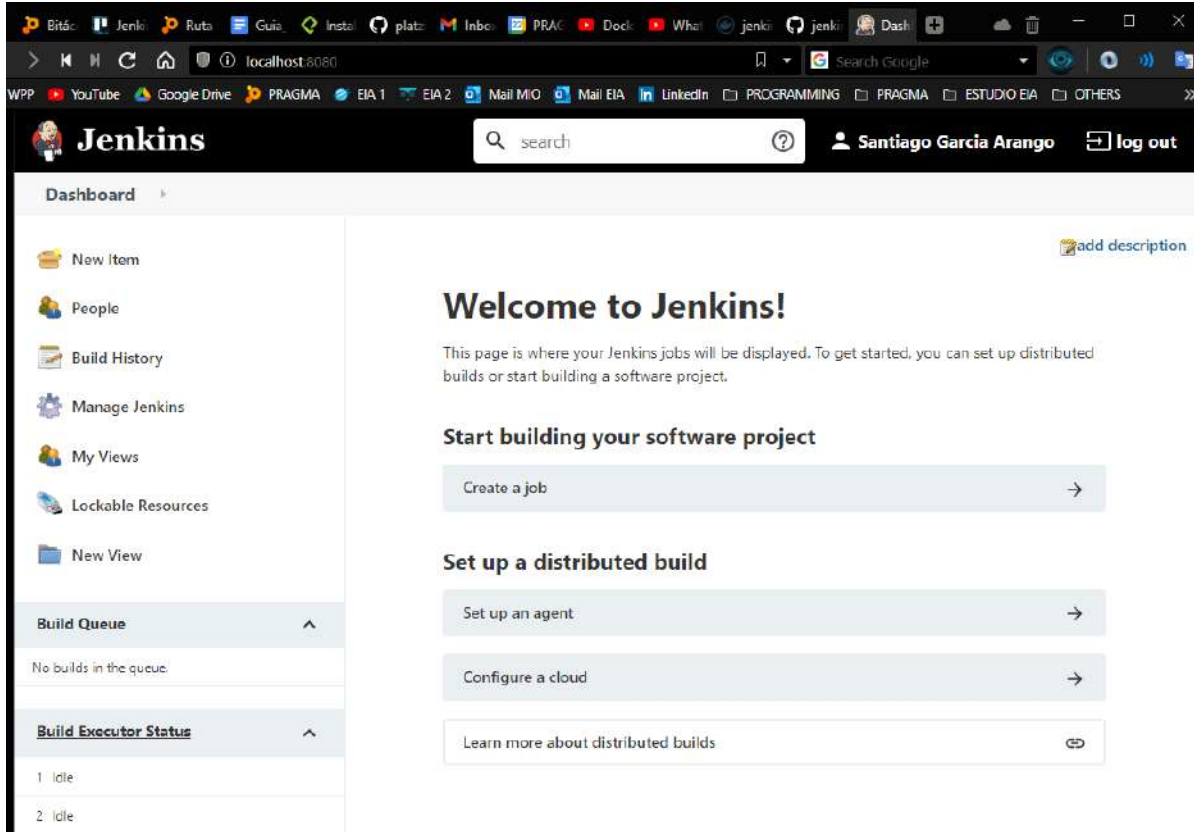 Bitác Jenki Ruta Guia_ Instal platz Inbo PRAG Dock What jenkin jenkin Dash
localhost:8080 Search Google
WPP YouTube Google Drive PRAGMA EIA 1 EIA 2 Mail MIO Mail EIA LinkedIn PROGRAMMING PRAGMA ESTUDIO EIA OTHERS
Jenkins search Santiago Garcia Arango log out
Dashboard
add description
New Item
People
Build History
Manage Jenkins
My Views
Lockable Resources
New View
Build Queue
No builds in the queue.
Build Executor Status
1 Idle
2 Idle
Welcome to Jenkins!
This page is where your Jenkins jobs will be displayed. To get started, you can set up distributed
builds or start building a software project.
Start building your software project
Create a job
Set up a distributed build
Set up an agent
Configure a cloud
Learn more about distributed builds